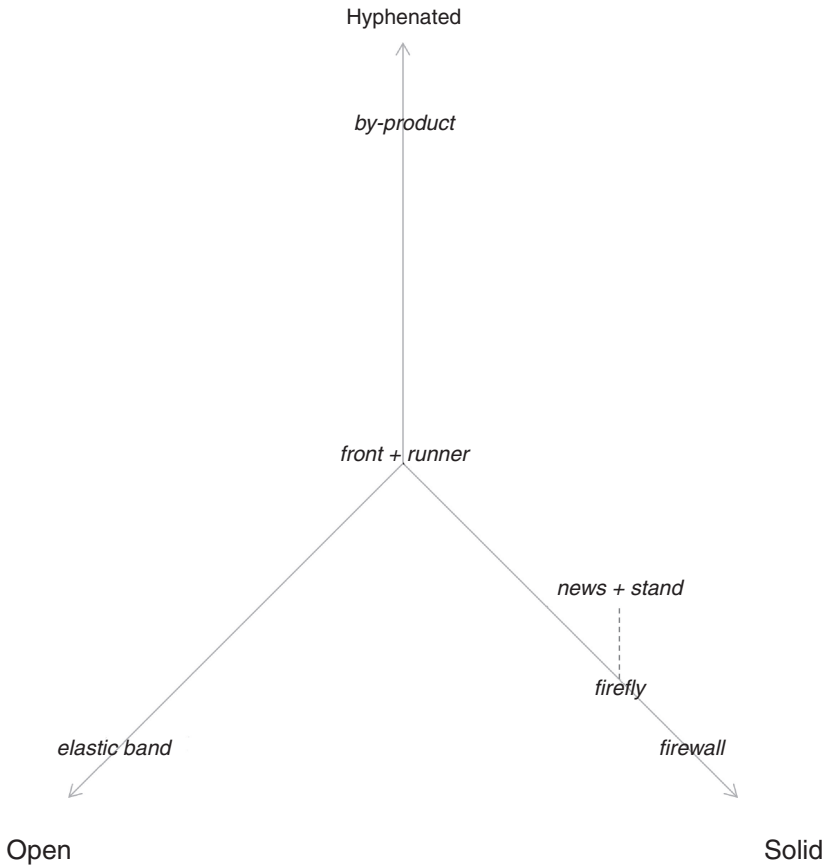 Hyphenated
by-product
front + runner
news + stand
firefly
elastic band
firewall
Open
Solid